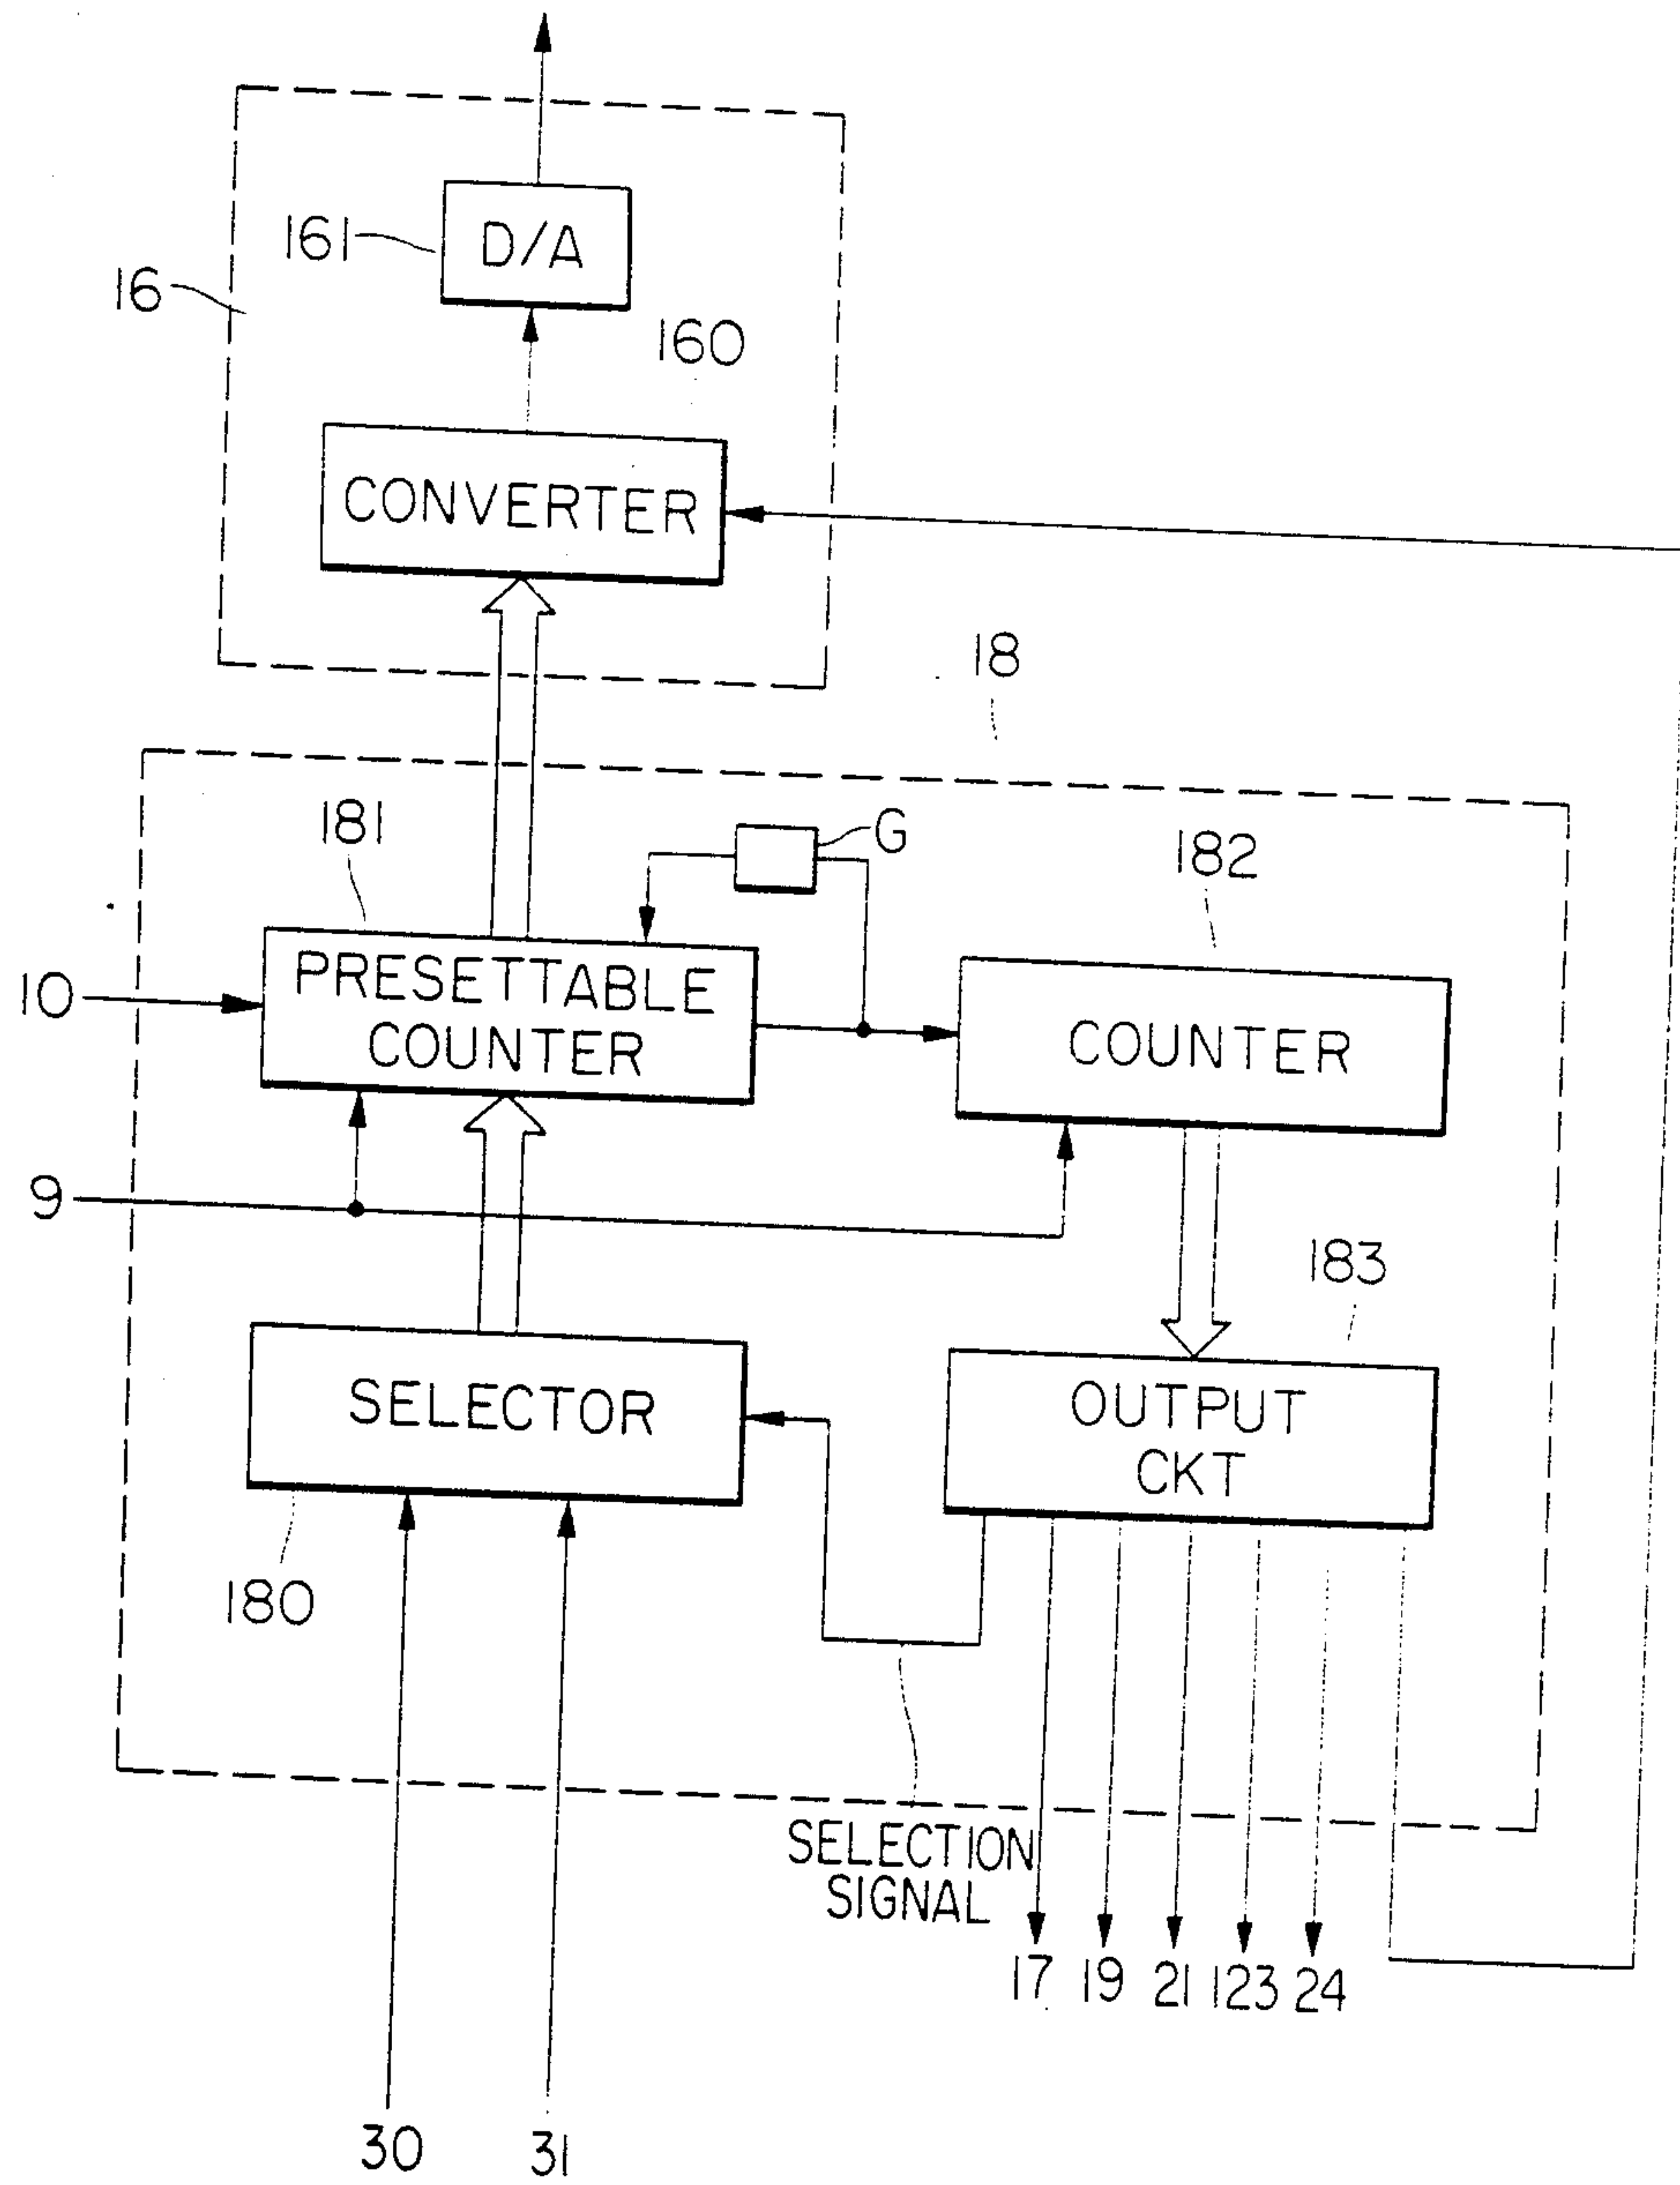 161
D/A
16
160
CONVERTER
18
181
G
182
10
PRESETTABLE
COUNTER
COUNTER
9
183
SELECTOR
OUTPUT
CKT
180
SELECTION
SIGNAL
17 19 21 123 24
30 31